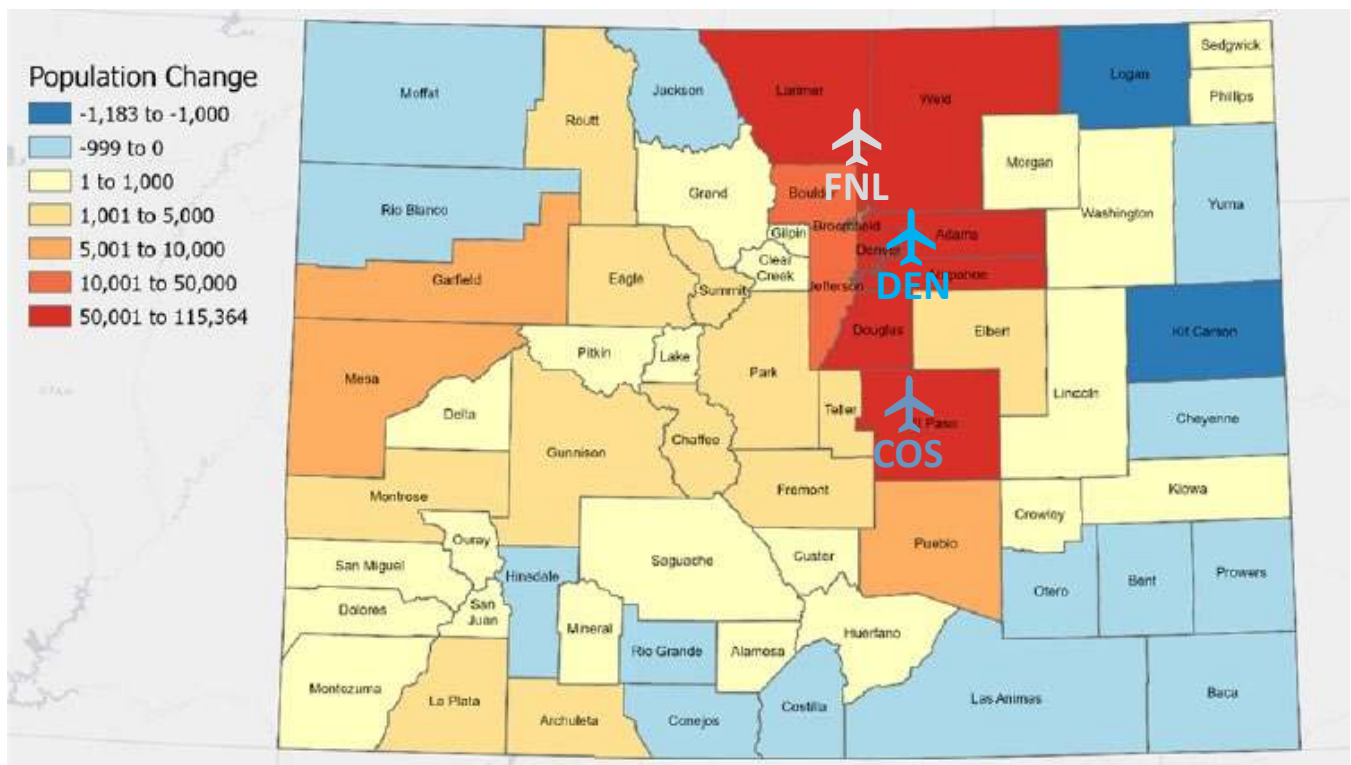 Population Change
-1,183 to -1,000
-999 to 0
1 to 1,000
1,001 to 5,000
5,001 to 10,000
10,001 to 50,000
50,001 to 115,364
Sedgwick
Logan
Phillips
Moffat
Jackson
Larimer
Weld
Routt
Morgan
FNL
Grand
Yuma
Rio Blanco
Washington
Gilpin
Broomfield
Adams
Clear
Creek
Garfield
Eagle
Summit
Jefferson
DEN
Douglas
Elbert
Kit Carson
Pitkin
Lake
Mesa
Park
Lincoln
Teller
Delta
Cheyenne
Chaffee
El Paso
COS
Gunnison
Montrose
Fremont
Kiowa
Crowley
Ouray
Pueblo
San Miguel
Saguache
Custer
Hinsdale
Otero
Bent
Prowers
Dolores
San
Juan
Mineral
Huerfano
Rio Grande
Alamosa
Montezuma
La Plata
Archuleta
Conejos
Costilla
Las Animas
Baca